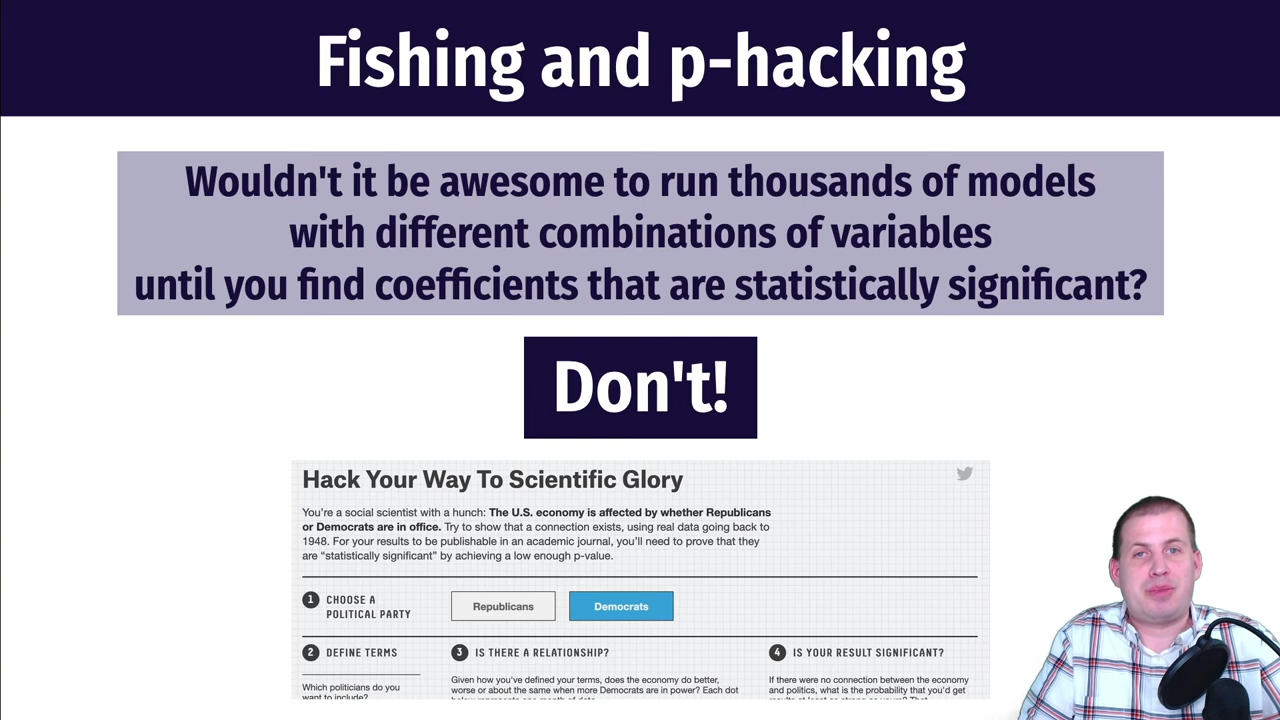 Fishing and p-hacking
Wouldn't it be awesome to run thousands of models
with different combinations of variables
until you find coefficients that are statistically significant?
Don't!
Hack Your Way To Scientific Glory
You're a social scientist with a hunch: The U.S. economy is affected by whether Republicans
or Democrats are in office. Try to show that a connection exists, using real data going back to
1948. For your results to be publishable in an academic journal, you'll need to prove that they
are “statistically significant” by achieving a low enough p-value.
1 CHOOSE A
POLITICAL PARTY
Republicans
Democrats
2 DEFINE TERMS
Which politicians do you
want to include?
3 IS THERE A RELATIONSHIP?
Given how you've defined your terms, does the economy do better,
worse or about the same when more Democrats are in power? Each dot
4 IS YOUR RESULT SIGNIFICANT?
If there were no connection between the economy
and politics, what is the probability that you'd get